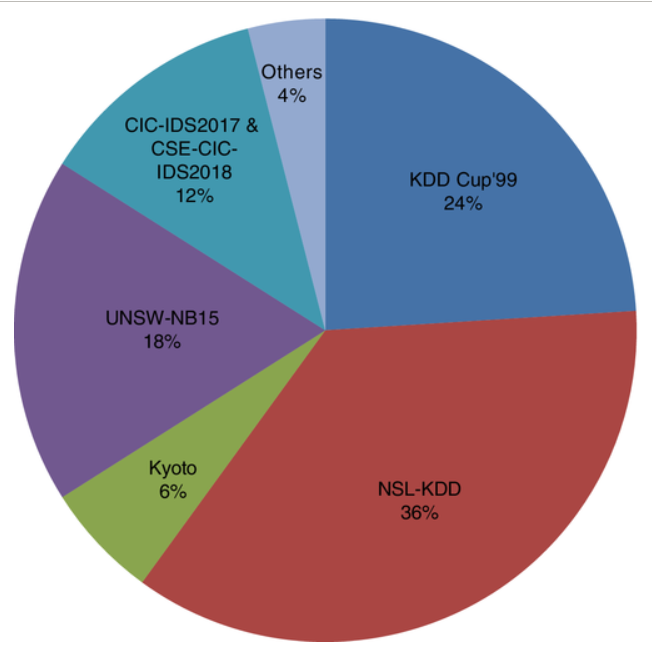 Others
4%
CIC-IDS2017 &
CSE-CIC-
IDS2018
12%
KDD Cup'99
24%
UNSW-NB15
18%
Kyoto
6%
NSL-KDD
36%